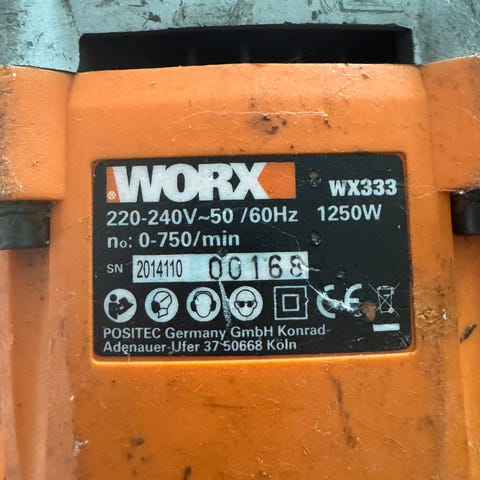 WORX WX333
220-240V~50 /60Hz 1250W
n₀: 0-750/min
SN 2014110 00168
CE
POSITEC Germany GmbH Konrad-
Adenauer-Ufer 37 50668 Köln